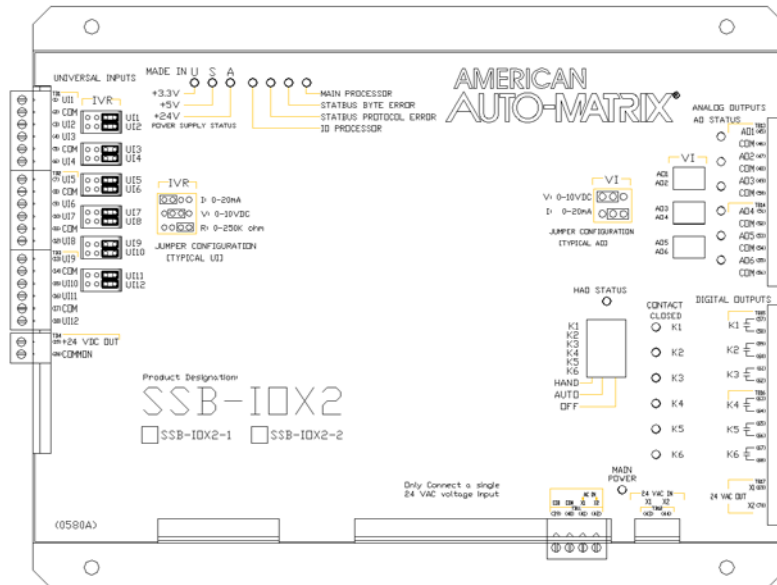 MADE IN U S A
+3.3V
+5V
+24V
POWER SUPPLY STATUS
MAIN PROCESSOR
STATBUS BYTE ERROR
STATBUS PROTOCOL ERROR
IO PROCESSOR
AMERICAN
AUTO-MATRIX®
UNIVERSAL INPUTS
IVR
UI1
COM
UI2
UI3
COM
UI4
UI5
COM
UI6
UI7
COM
UI8
UI9
COM
UI10
UI11
COM
UI12
+24 VDC OUT
COMMON
UI1
UI2
UI3
UI4
UI5
UI6
UI7
UI8
UI9
UI10
UI11
UI12
IVR
I: 0-20mA
V: 0-10VDC
R: 0-250K ohm
JUMPER CONFIGURATION
(TYPICAL UI)
VI
V: 0-10VDC
I: 0-20mA
JUMPER CONFIGURATION
(TYPICAL AO)
ANALOG OUTPUTS
AO STATUS
VI
AO1
AO2
AO3
AO4
AO5
AO6
AO1
COM
AO2
COM
AO3
COM
AO4
COM
AO5
COM
AO6
COM
HAO STATUS
K1
K2
K3
K4
K5
K6
HAND
AUTO
OFF
CONTACT
CLOSED
K1
K2
K3
K4
K5
K6
DIGITAL OUTPUTS
K1
K2
K3
K4
K5
K6
24 VAC OUT
X1
X2
Product Designation:
SSB-IOX2
SSB-IOX2-1
SSB-IOX2-2
MAIN
POWER
Only Connect a single
24 VAC voltage input
AC IN
COM
X1
X2
24 VAC IN
X1 X2
(0580A)